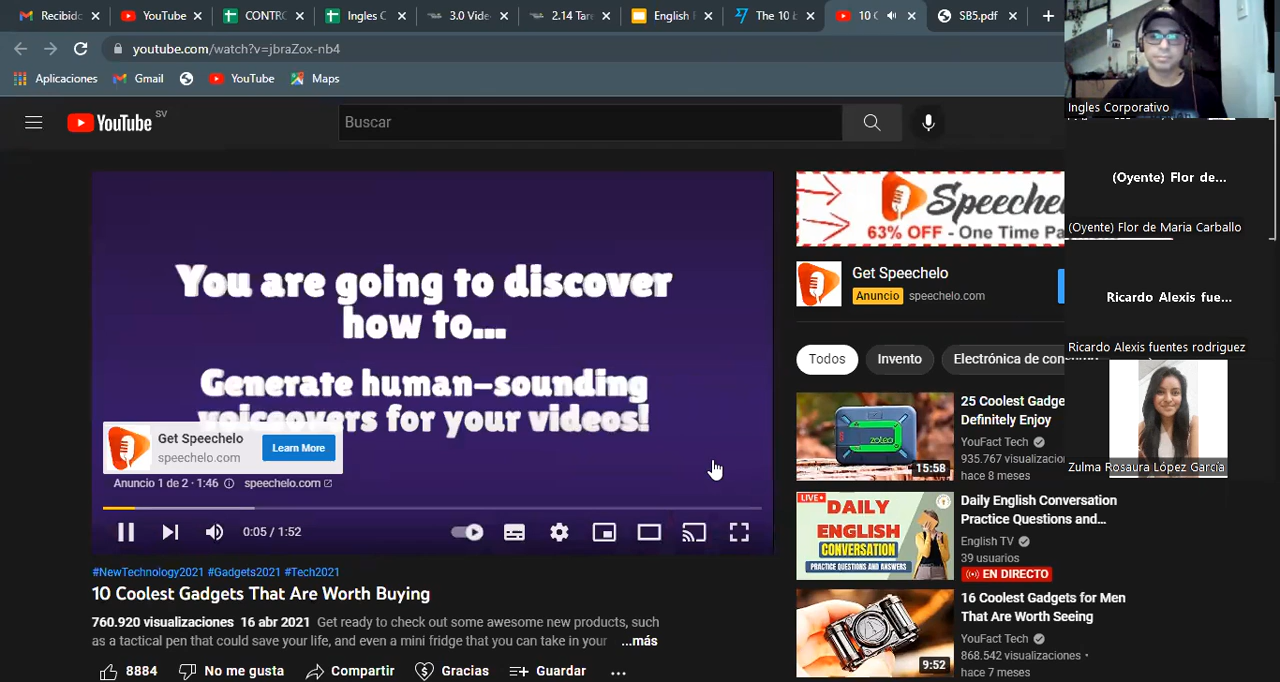 Recibido
YouTube
CONTRO
Ingles C
3.0 Vide
2.14 Tar
English F
The 10 b
10 C
SB5.pdf
youtube.com/watch?v=jbraZox-nb4
Aplicaciones
Gmail
YouTube
Maps
YouTube SV
Buscar
Ingles Corporativo
(Oyente) Flor de...
(Oyente) Flor de Maria Carballo
Ricardo Alexis fue...
Ricardo Alexis fuentes rodriguez
Zulma Rosaura López García
You are going to discover
how to...
Generate human-sounding
voiceovers for your videos!
Get Speechelo
speechelo.com
Learn More
Anuncio 1 de 2 · 1:46
speechelo.com
0:05 / 1:52
#NewTechnology2021 #Gadgets2021 #Tech2021
10 Coolest Gadgets That Are Worth Buying
760.920 visualizaciones 16 abr 2021 Get ready to check out some awesome new products, such
as a tactical pen that could save your life, and even a mini fridge that you can take in your ...más
8884
No me gusta
Compartir
Gracias
Guardar
Speechelo
63% OFF - One Time Pa
Get Speechelo
Anuncio speechelo.com
Todos
Invento
Electrónica de con
zoteo
15:58
25 Coolest Gadge
Definitely Enjoy
YouFact Tech
935.767 visualizacion
hace 8 meses
LIVE
DAILY
ENGLISH
CONVERSATION
PRACTICE QUESTIONS AND ANSWERS
Daily English Conversation
Practice Questions and...
English TV
39 usuarios
EN DIRECTO
9:52
16 Coolest Gadgets for Men
That Are Worth Seeing
YouFact Tech
868.542 visualizaciones •
hace 7 meses